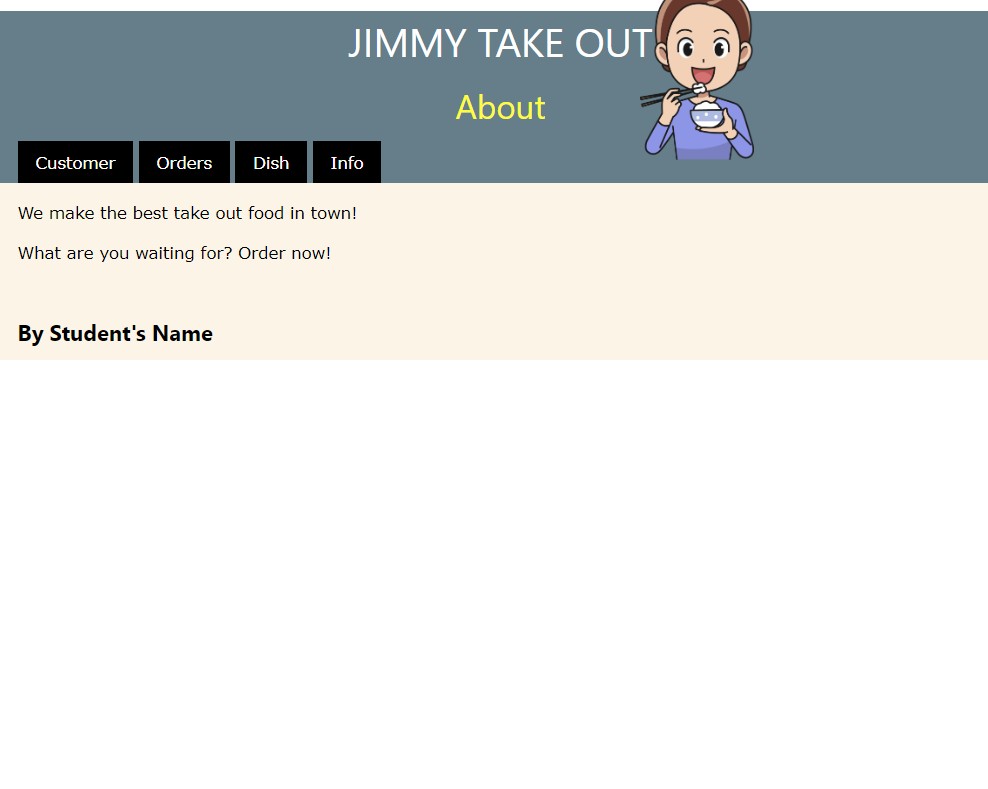 JIMMY TAKE OUT
About
Customer Orders Dish Info
We make the best take out food in town!
What are you waiting for? Order now!
By Student's Name